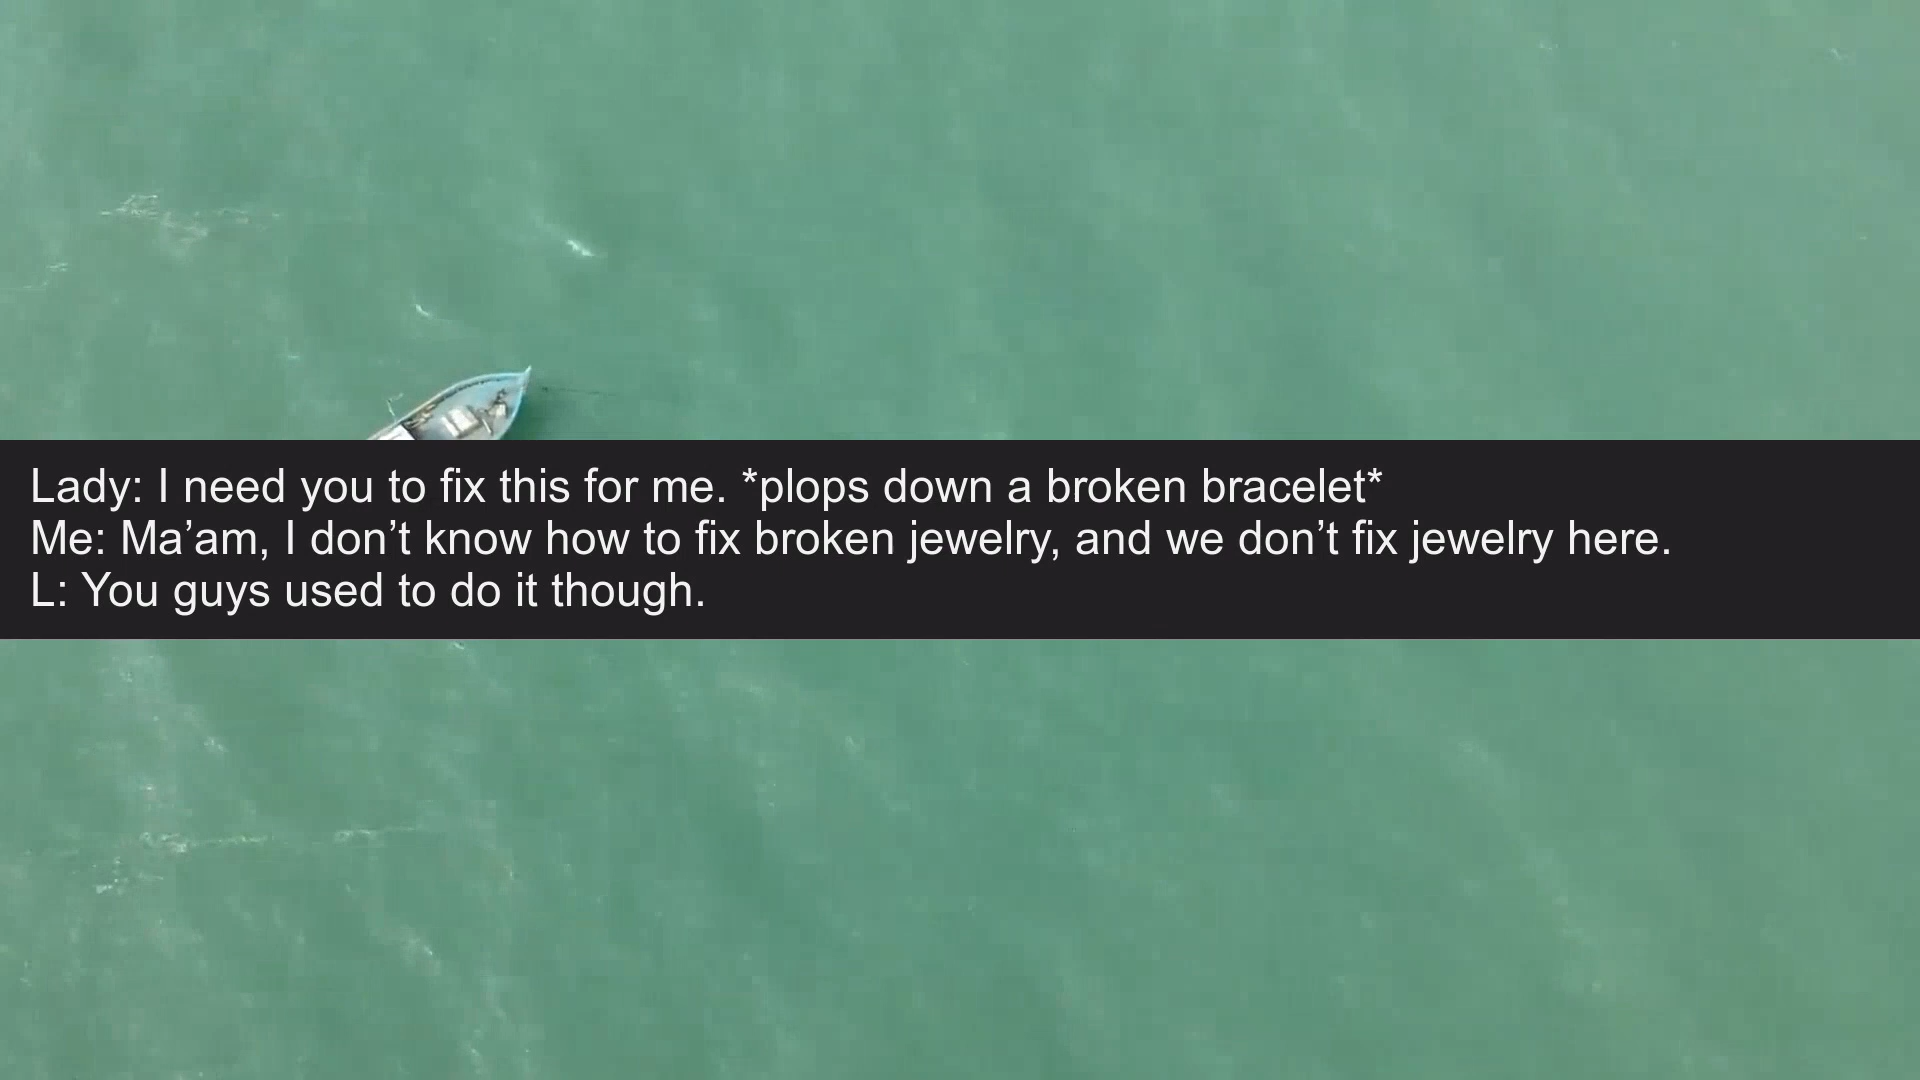 Lady: I need you to fix this for me. *plops down a broken bracelet*
Me: Ma’am, I don’t know how to fix broken jewelry, and we don’t fix jewelry here.
L: You guys used to do it though.